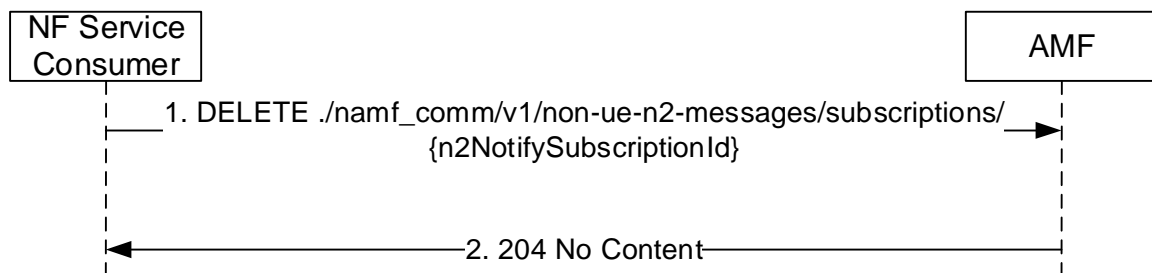 NF Service
Consumer
AMF
1. DELETE ./namf_comm/v1/non-ue-n2-messages/subscriptions/
{n2NotifySubscriptionId}
2. 204 No Content